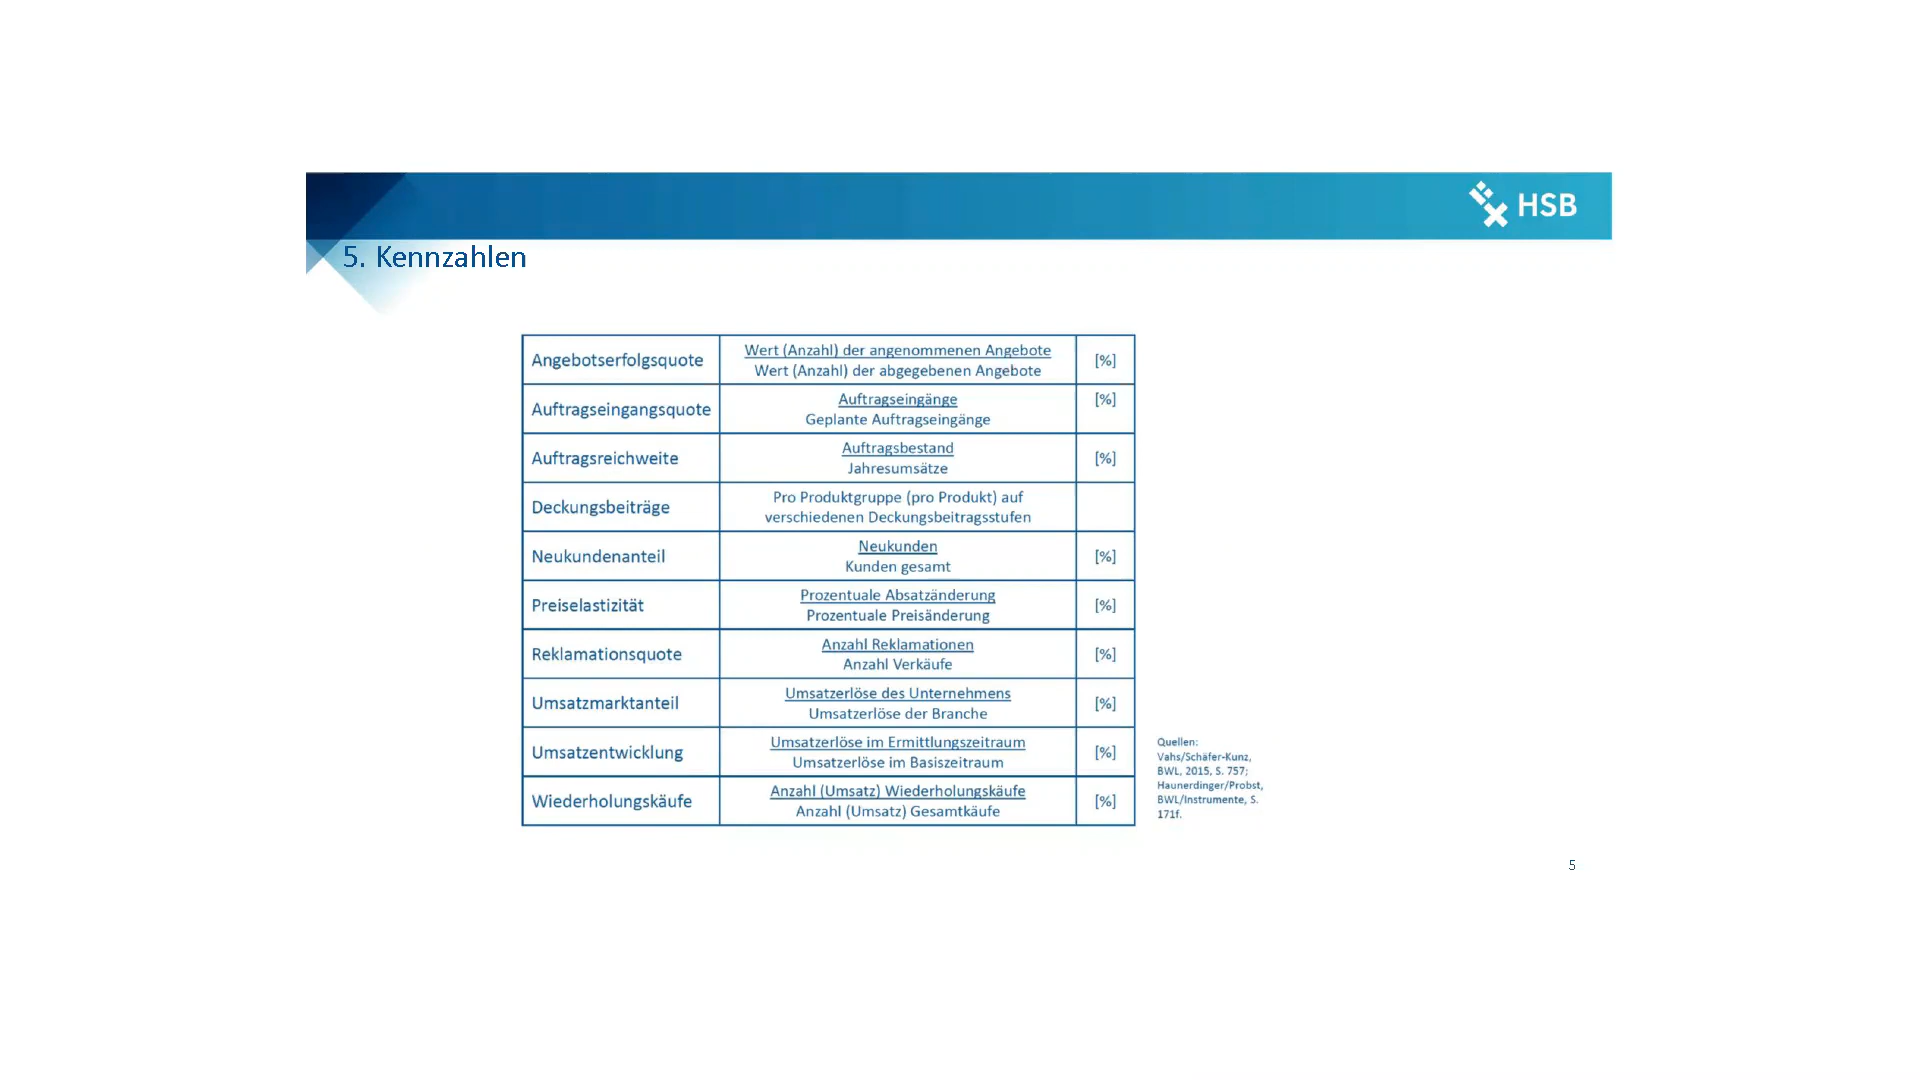 HSB
5. Kennzahlen
Angebotserfolgsquote
Wert (Anzahl) der angenommenen Angebote
Wert (Anzahl) der abgegebenen Angebote
[%]
Auftragseingangsquote
Auftragseingänge
Geplante Auftragseingänge
[%]
Auftragsreichweite
Auftragsbestand
Jahresumsätze
[%]
Deckungsbeiträge
Pro Produktgruppe (pro Produkt) auf
verschiedenen Deckungsbeitragsstufen
Neukundenanteil
Neukunden
Kunden gesamt
[%]
Preiselastizität
Prozentuale Absatzänderung
Prozentuale Preisänderung
[%]
Reklamationsquote
Anzahl Reklamationen
Anzahl Verkäufe
[%]
Umsatzmarktanteil
Umsatzerlöse des Unternehmens
Umsatzerlöse der Branche
[%]
Umsatzentwicklung
Umsatzerlöse im Ermittlungszeitraum
Umsatzerlöse im Basiszeitraum
[%]
Wiederholungskäufe
Anzahl (Umsatz) Wiederholungskäufe
Anzahl (Umsatz) Gesamtkäufe
[%]
Quellen:
Vahs/Schäfer-Kunz,
BWL, 2015, S. 757;
Haunerdinger/Probst,
BWL/Instrumente, S.
171f.
5